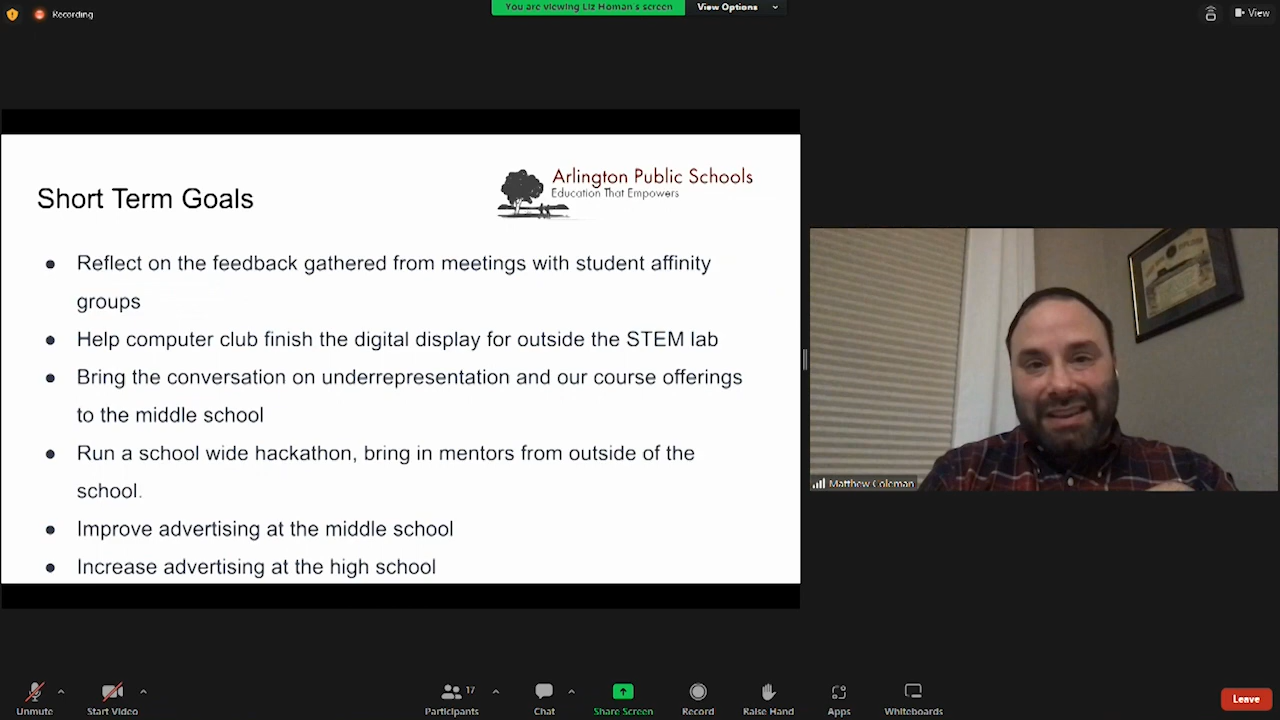 Recording
You are viewing Liz Homan's screen
View Options
View
Arlington Public Schools
Education That Empowers
Short Term Goals
● Reflect on the feedback gathered from meetings with student affinity
groups
● Help computer club finish the digital display for outside the STEM lab
● Bring the conversation on underrepresentation and our course offerings
to the middle school
● Run a school wide hackathon, bring in mentors from outside of the
school.
● Improve advertising at the middle school
● Increase advertising at the high school
Matthew Coleman
Unmute
Start Video
17
Participants
Chat
Share Screen
Record
Raise Hand
Apps
Whiteboards
Leave